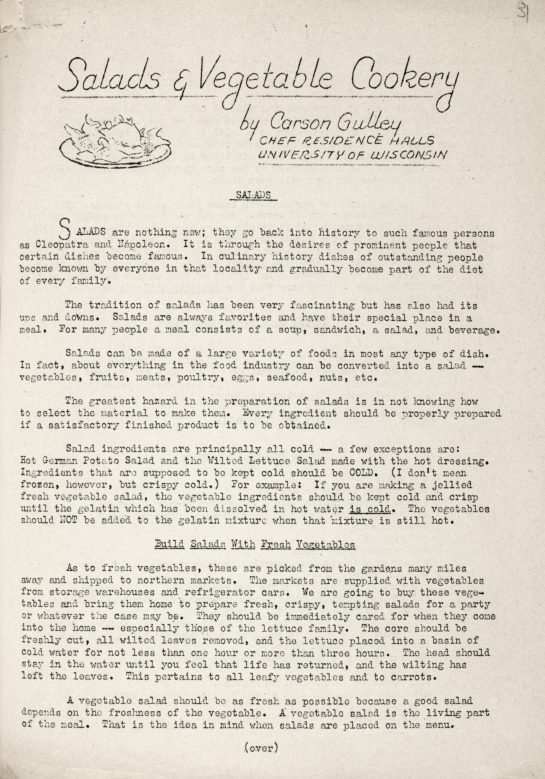 Salads & Vegetable Cookery
by Carson Gulley
CHEF RESIDENCE HALLS
UNIVERSITY OF WISCONSIN
SALADS
SALADS are nothing new; they go back into history to such famous persons
as Cleopatra and Napoleon. It is through the desires of prominent people that
certain dishes become famous. In culinary history dishes of outstanding people
become known by everyone in that locality and gradually become part of the diet
of every family.
The tradition of salads has been very fascinating but has also had its
ups and downs. Salads are always favorites and have their special place in a
meal. For many people a meal consists of a soup, sandwich, a salad, and beverage.
Salads can be made of a large variety of foods in most any type of dish.
In fact, about everything in the food industry can be converted into a salad --
vegetables, fruits, meats, poultry, eggs, seafood, nuts, etc.
The greatest hazard in the preparation of salads is in not knowing how
to select the material to make them. Every ingredient should be properly prepared
if a satisfactory finished product is to be obtained.
Salad ingredients are principally all cold -- a few exceptions are:
Hot German Potato Salad and the Wilted Lettuce Salad made with the hot dressing.
Ingredients that are supposed to be kept cold should be COLD. (I don't mean
frozen, however, but crispy cold.) For example: If you are making a jellied
fresh vegetable salad, the vegetable ingredients should be kept cold and crisp
until the gelatin which has been dissolved in hot water is cold. The vegetables
should NOT be added to the gelatin mixture when that mixture is still hot.
Build Salads With Fresh Vegetables
As to fresh vegetables, these are picked from the gardens many miles
away and shipped to northern markets. The markets are supplied with vegetables
from storage warehouses and refrigerator cars. We are going to buy these vege-
tables and bring them home to prepare fresh, crispy, tempting salads for a party
or whatever the case may be. They should be immediately cared for when they come
into the home -- especially those of the lettuce family. The core should be
freshly cut, all wilted leaves removed, and the lettuce placed into a basin of
cold water for not less than one hour or more than three hours. The head should
stay in the water until you feel that life has returned, and the wilting has
left the leaves. This pertains to all leafy vegetables and to carrots.
A vegetable salad should be as fresh as possible because a good salad
depends on the freshness of the vegetable. A vegetable salad is the living part
of the meal. That is the idea in mind when salads are placed on the menu.
(over)